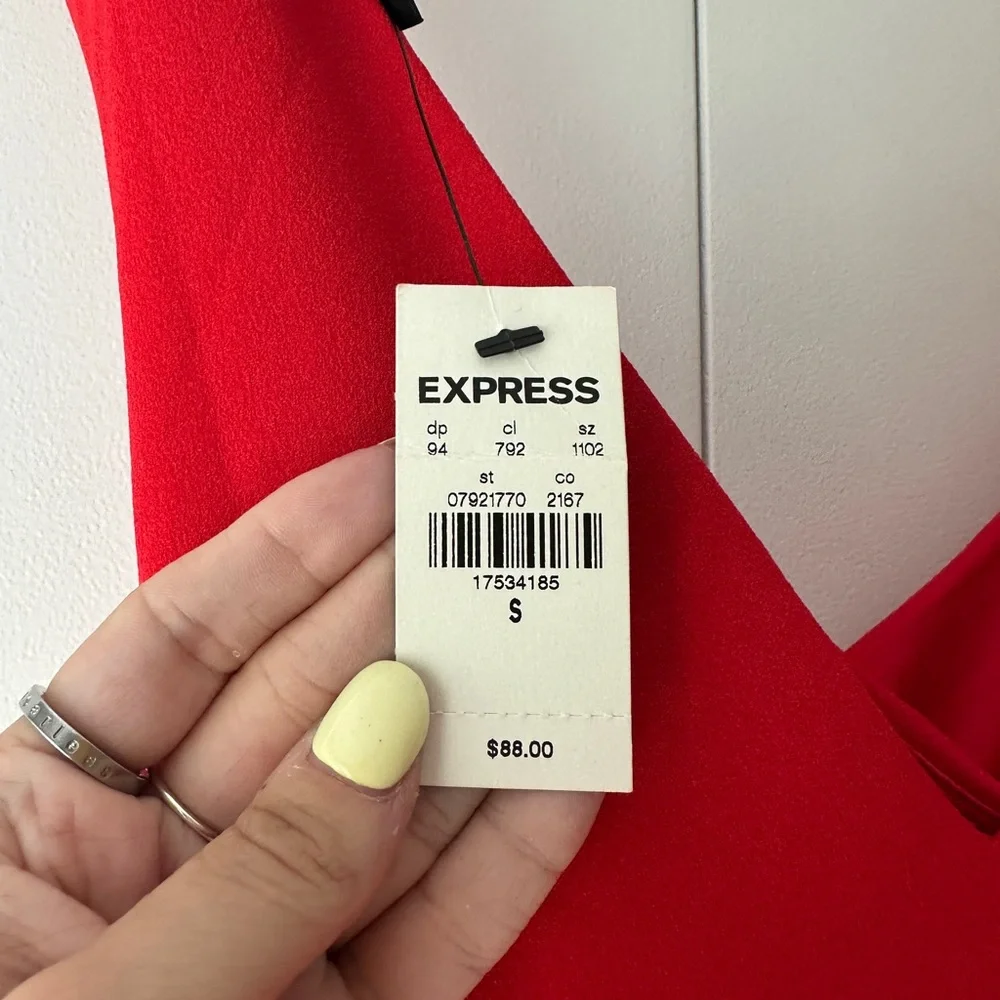 EXPRESS
dp cl sz
94 792 1102
st co
07921770 2167
17534185
S
$88.00